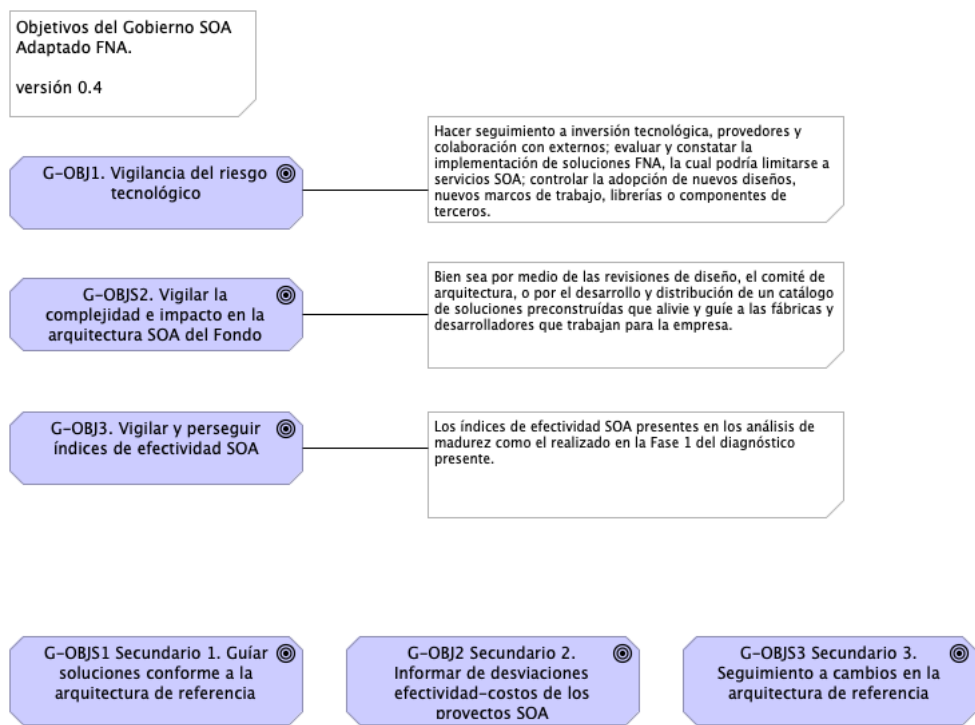 Objetivos del Gobierno SOA
Adaptado FNA.
versión 0.4
G-OBJ1. Vigilancia del riesgo
tecnológico
Hacer seguimiento a inversión tecnológica, provedores y
colaboración con externos; evaluar y constatar la
implementación de soluciones FNA, la cual podría limitarse a
servicios SOA; controlar la adopción de nuevos diseños,
nuevos marcos de trabajo, librerías o componentes de
terceros.
G-OBJS2. Vigilar la
complejidad e impacto en la
arquitectura SOA del Fondo
Bien sea por medio de las revisiones de diseño, el comité de
arquitectura, o por el desarrollo y distribución de un catálogo
de soluciones preconstruídas que alivie y guíe a las fábricas y
desarrolladores que trabajan para la empresa.
G-OBJ3. Vigilar y perseguir
índices de efectividad SOA
Los índices de efectividad SOA presentes en los análisis de
madurez como el realizado en la Fase 1 del diagnóstico
presente.
G-OBJS1 Secundario 1. Guíar
soluciones conforme a la
arquitectura de referencia
G-OBJ2 Secundario 2.
Informar de desviaciones
efectividad-costos de los
proyectos SOA
G-OBJS3 Secundario 3.
Seguimiento a cambios en la
arquitectura de referencia